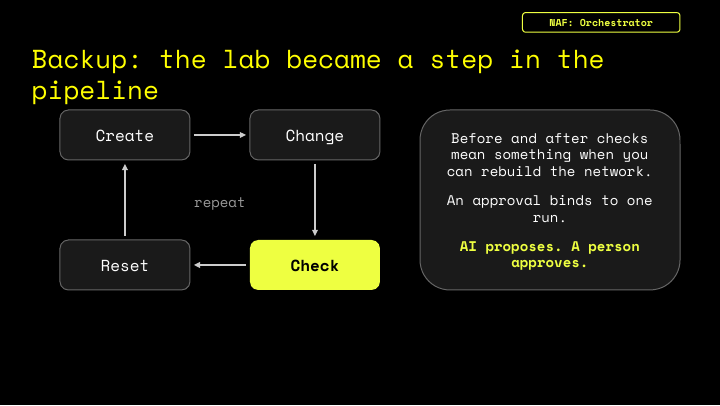 NAF: Orchestrator
Backup: the lab became a step in the
pipeline
Create
Change
repeat
Reset
Check
Before and after checks
mean something when you
can rebuild the network.
An approval binds to one
run.
AI proposes. A person
approves.